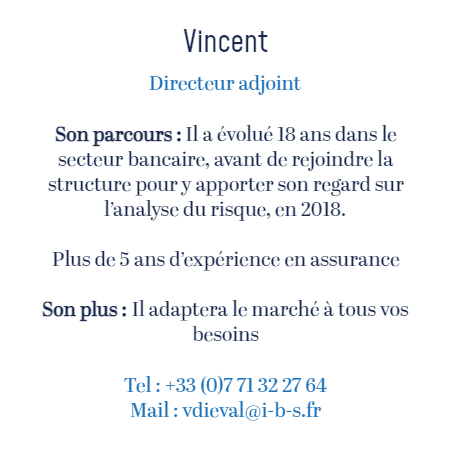 Vincent
Directeur adjoint
Son parcours : Il a évolué 18 ans dans le
secteur bancaire, avant de rejoindre la
structure pour y apporter son regard sur
l'analyse du risque, en 2018.
Plus de 5 ans d'expérience en assurance
Son plus : Il adaptera le marché à tous vos
besoins
Tel : +33 (0)7 71 32 27 64
Mail : vdieval@i-b-s.fr